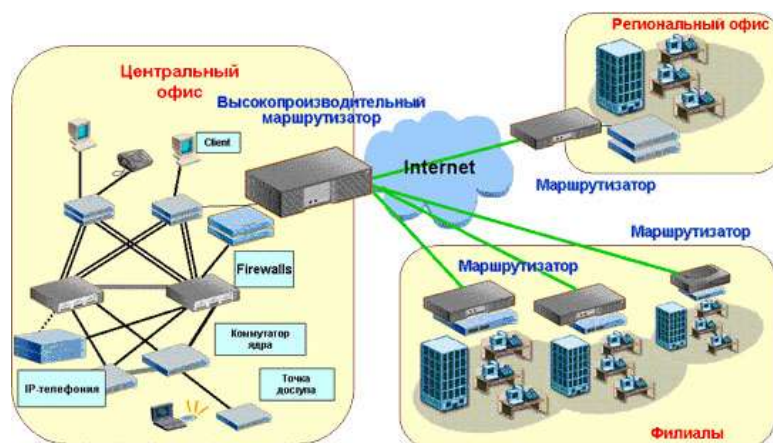 Центральный
офис
Высокопроизводительный
маршрутизатор
Client
Internet
Региональный офис
Маршрутизатор
Маршрутизатор
Маршрутизатор
Firewalls
Коммутатор
ядра
IP-телефония
Точка
доступа
Филиалы